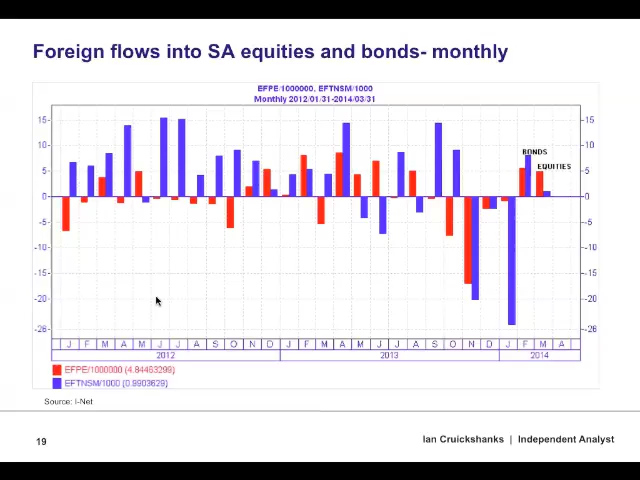 Foreign flows into SA equities and bonds- monthly
EFPE/1000000, EFTNSM/1000
Monthly 2012/01/31-2014/03/31
15 15
10 10
5 BONDS 5
EQUITIES
0 0
-5 -5
-10 -10
-15 -15
-20 -20
-26 -26
J F M A M J J A S O N D J F M A M J J A S O N D J F M A
2012 2013 2014
EFPE/1000000 (4.84463299)
EFTNSM/1000 (0.9903629)
Source: I-Net
19 Ian Cruickshanks | Independent Analyst